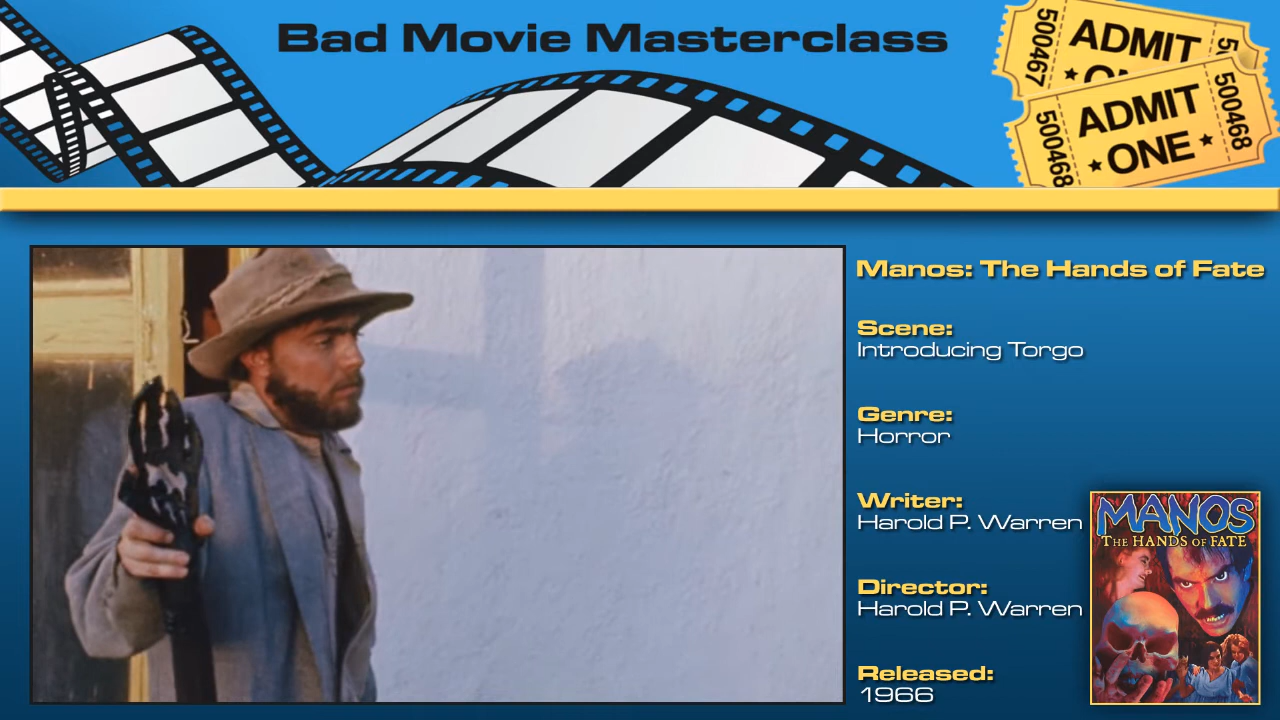 Bad Movie Masterclass
500467
ADMIT
500468
ADMIT
ONE
500468
Manos: The Hands of Fate
Scene:
Introducing Torgo
Genre:
Horror
Writer:
Harold P. Warren
Director:
Harold P. Warren
Released:
1966
MANOS
THE HANDS OF FATE